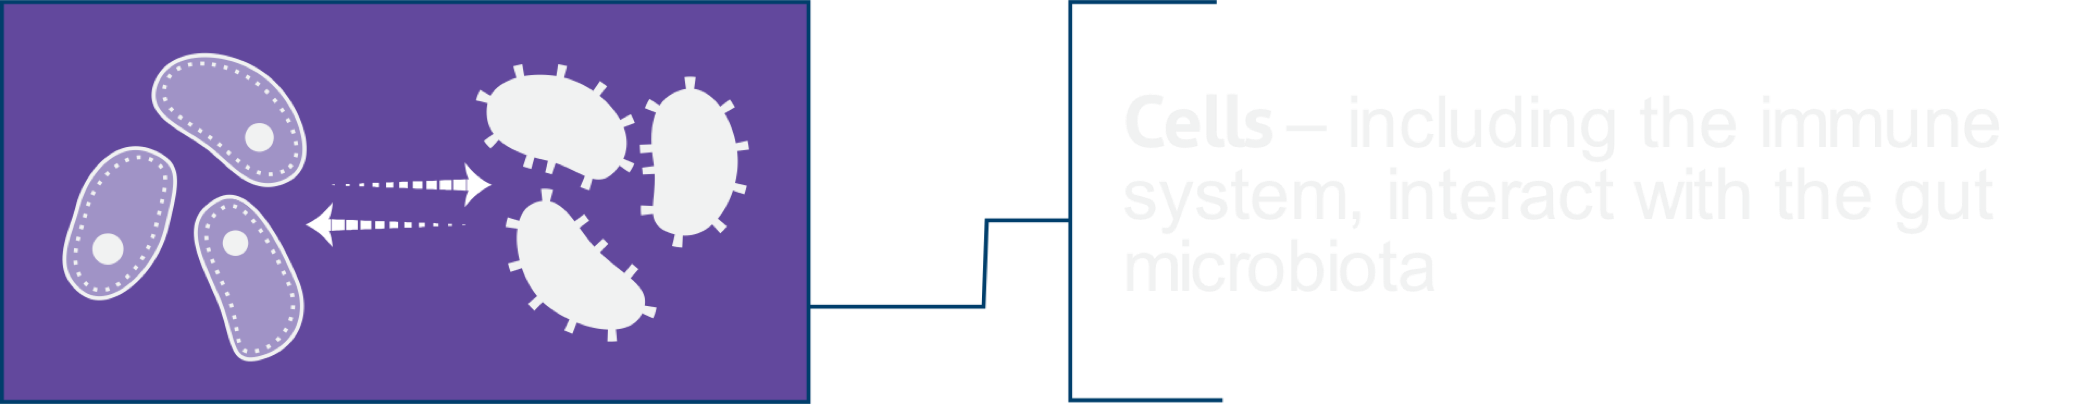 Cells – including the immune
system, interact with the gut
microbiota